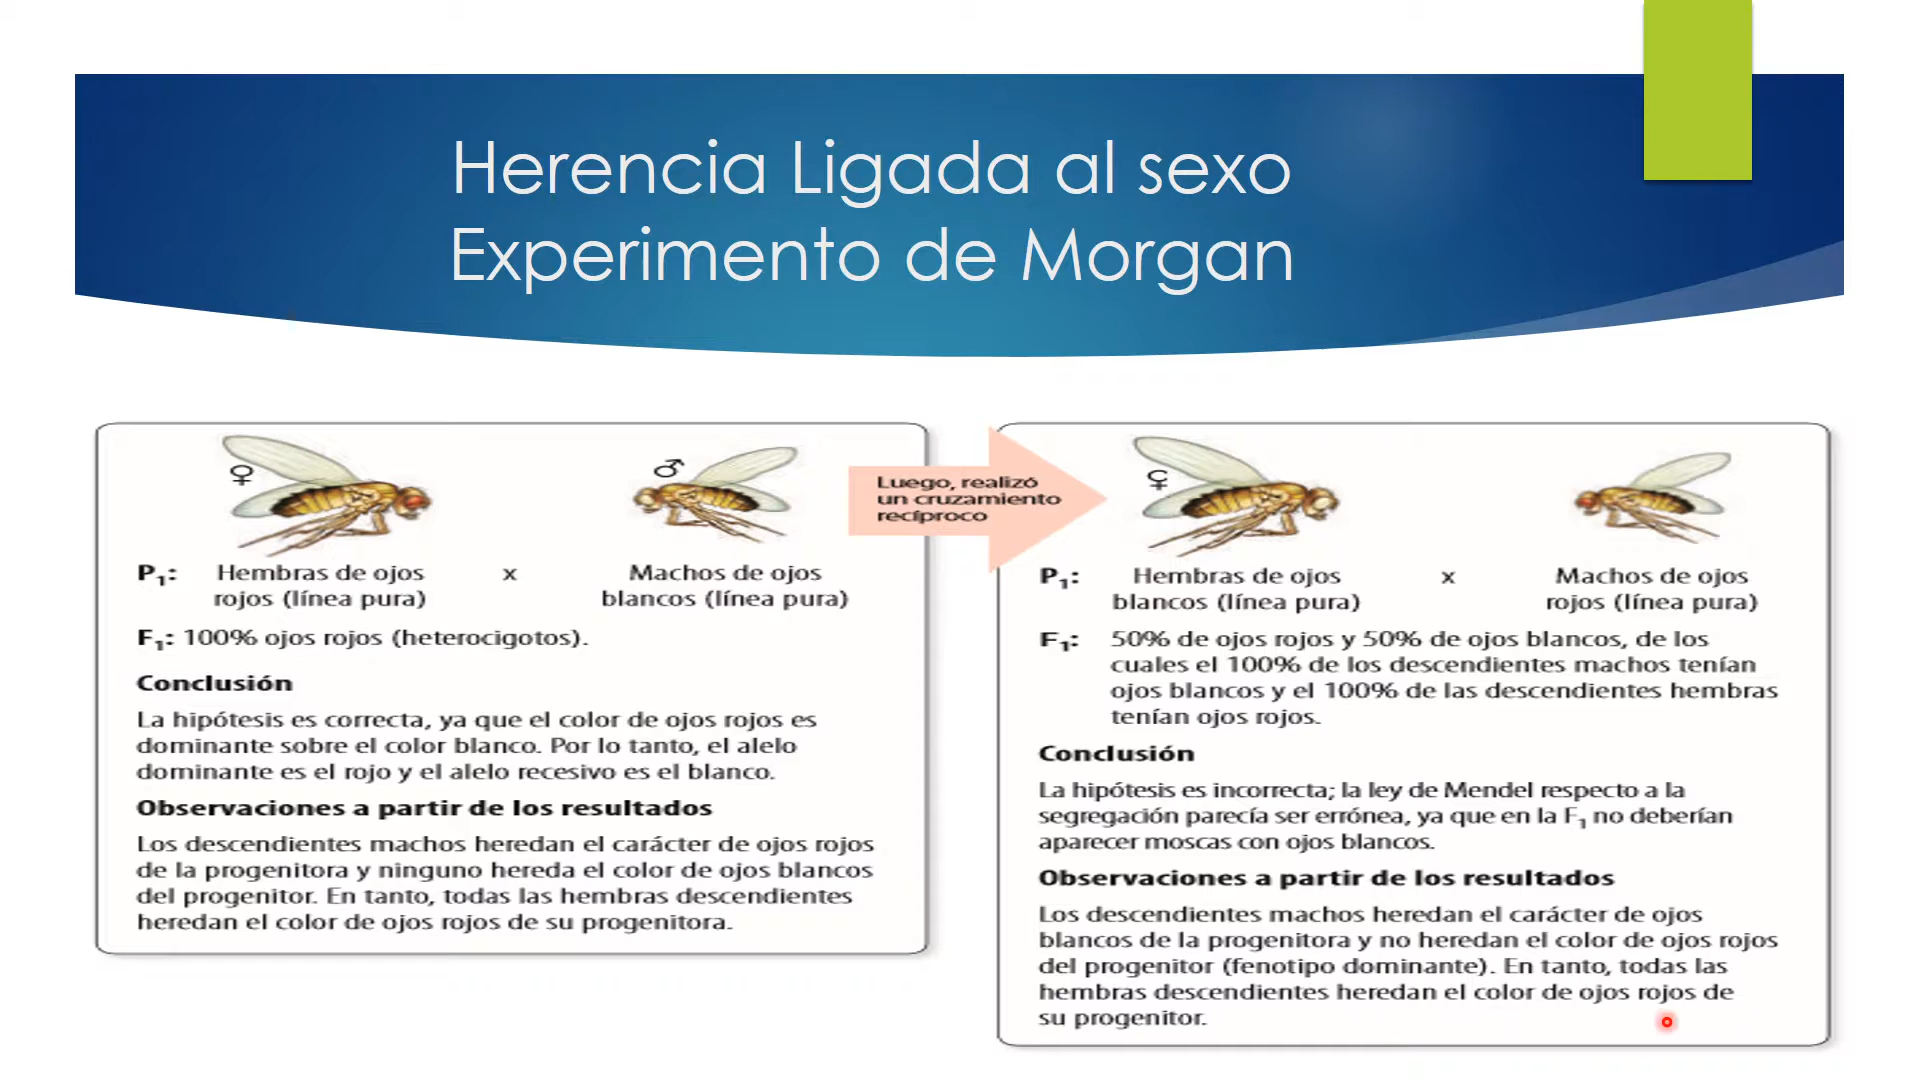 Herencia Ligada al sexo
Experimento de Morgan
♀
♂
P1: Hembras de ojos x Machos de ojos
rojos (línea pura) blancos (línea pura)
F1: 100% ojos rojos (heterocigotos).
Conclusión
La hipótesis es correcta, ya que el color de ojos rojos es
dominante sobre el color blanco. Por lo tanto, el alelo
dominante es el rojo y el alelo recesivo es el blanco.
Observaciones a partir de los resultados
Los descendientes machos heredan el carácter de ojos rojos
de la progenitora y ninguno hereda el color de ojos blancos
del progenitor. En tanto, todas las hembras descendientes
heredan el color de ojos rojos de su progenitora.
Luego, realizó
un cruzamiento
recíproco
♀
P1: Hembras de ojos x Machos de ojos
blancos (línea pura) rojos (línea pura)
F1: 50% de ojos rojos y 50% de ojos blancos, de los
cuales el 100% de los descendientes machos tenían
ojos blancos y el 100% de las descendientes hembras
tenían ojos rojos.
Conclusión
La hipótesis es incorrecta; la ley de Mendel respecto a la
segregación parecía ser errónea, ya que en la F1 no deberían
aparecer moscas con ojos blancos.
Observaciones a partir de los resultados
Los descendientes machos heredan el carácter de ojos
blancos de la progenitora y no heredan el color de ojos rojos
del progenitor (fenotipo dominante). En tanto, todas las
hembras descendientes heredan el color de ojos rojos de
su progenitor.